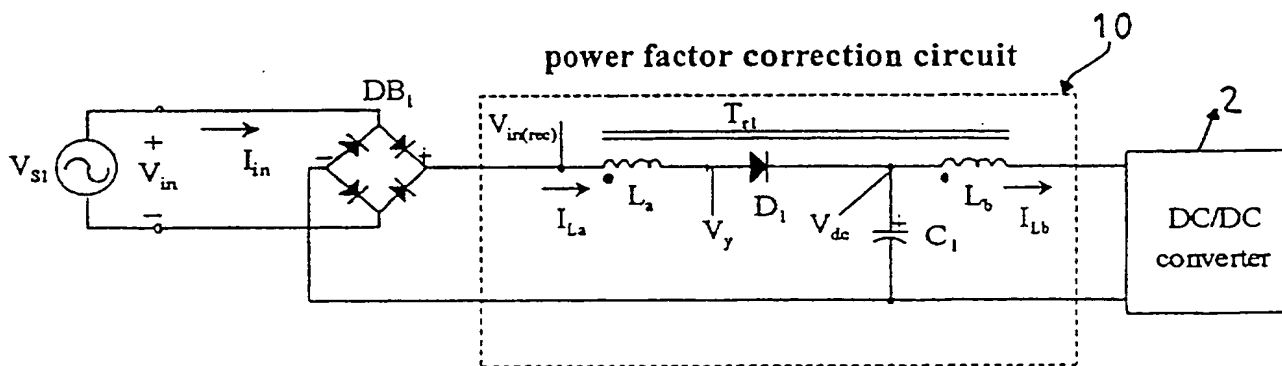 10
power factor correction circuit
2
DB1
Tr1
Vin(rec)
+
VS1
Vin
Iin
−
+
La
D1
Lb
ILa
Vy
Vdc
+
C1
ILb
DC/DC
converter
−